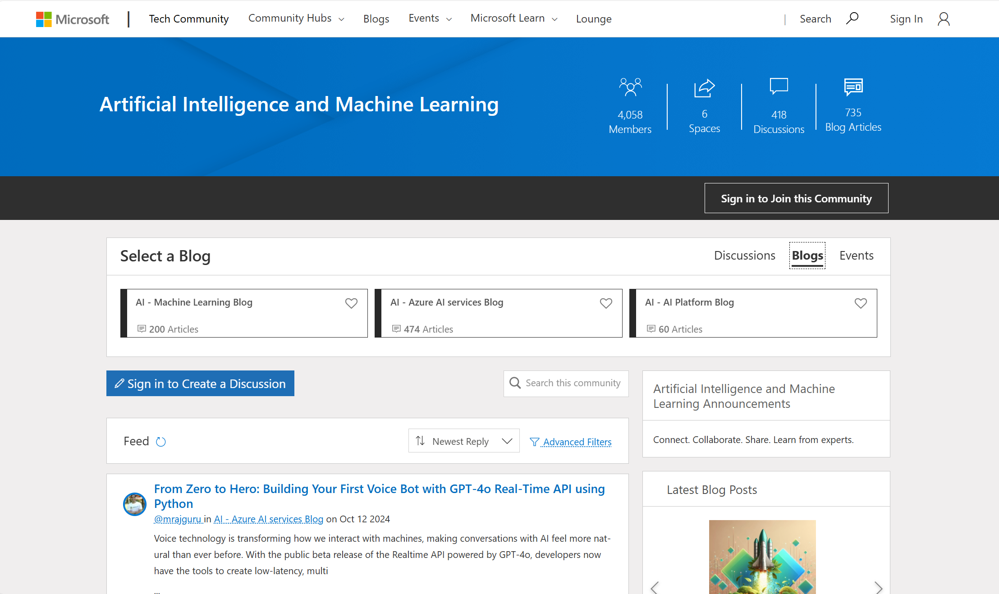 Microsoft
Tech Community
Community Hubs
Blogs
Events
Microsoft Learn
Lounge
Search
Sign In
Artificial Intelligence and Machine Learning
4,058
Members
6
Spaces
418
Discussions
735
Blog Articles
Sign in to Join this Community
Select a Blog
Discussions
Blogs
Events
AI - Machine Learning Blog
200 Articles
AI - Azure AI services Blog
474 Articles
AI - AI Platform Blog
60 Articles
Sign in to Create a Discussion
Search this community
Feed
Newest Reply
Advanced Filters
From Zero to Hero: Building Your First Voice Bot with GPT-4o Real-Time API using
Python
@mrajguru in AI - Azure AI services Blog on Oct 12 2024
Voice technology is transforming how we interact with machines, making conversations with AI feel more nat-
ural than ever before. With the public beta release of the Realtime API powered by GPT-4o, developers now
have the tools to create low-latency, multi
...
Artificial Intelligence and Machine
Learning Announcements
Connect. Collaborate. Share. Learn from experts.
Latest Blog Posts